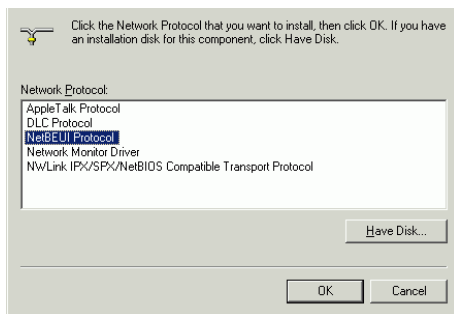 Click the Network Protocol that you want to install, then click OK. If you have
an installation disk for this component, click Have Disk.
Network Protocol:
AppleTalk Protocol
DLC Protocol
NetBEUI Protocol
Network Monitor Driver
NWLink IPX/SPX/NetBIOS Compatible Transport Protocol
Have Disk...
OK
Cancel